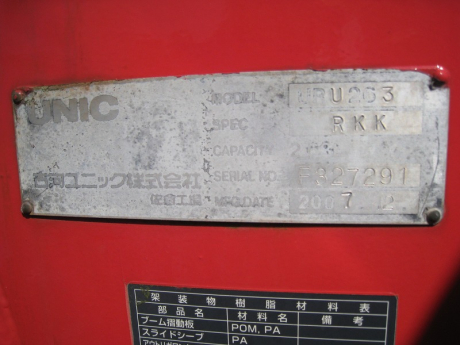 UNIC
MODEL URU263
SPEC RKK
CAPACITY 2
古河ユニック株式会社
SERIAL NO. F827291
佐倉工場
MFG.DATE 2007 12
架装物樹脂材料表
部品名 材料名 備考
ブーム摺動板 POM, PA
スライドシーブ PA